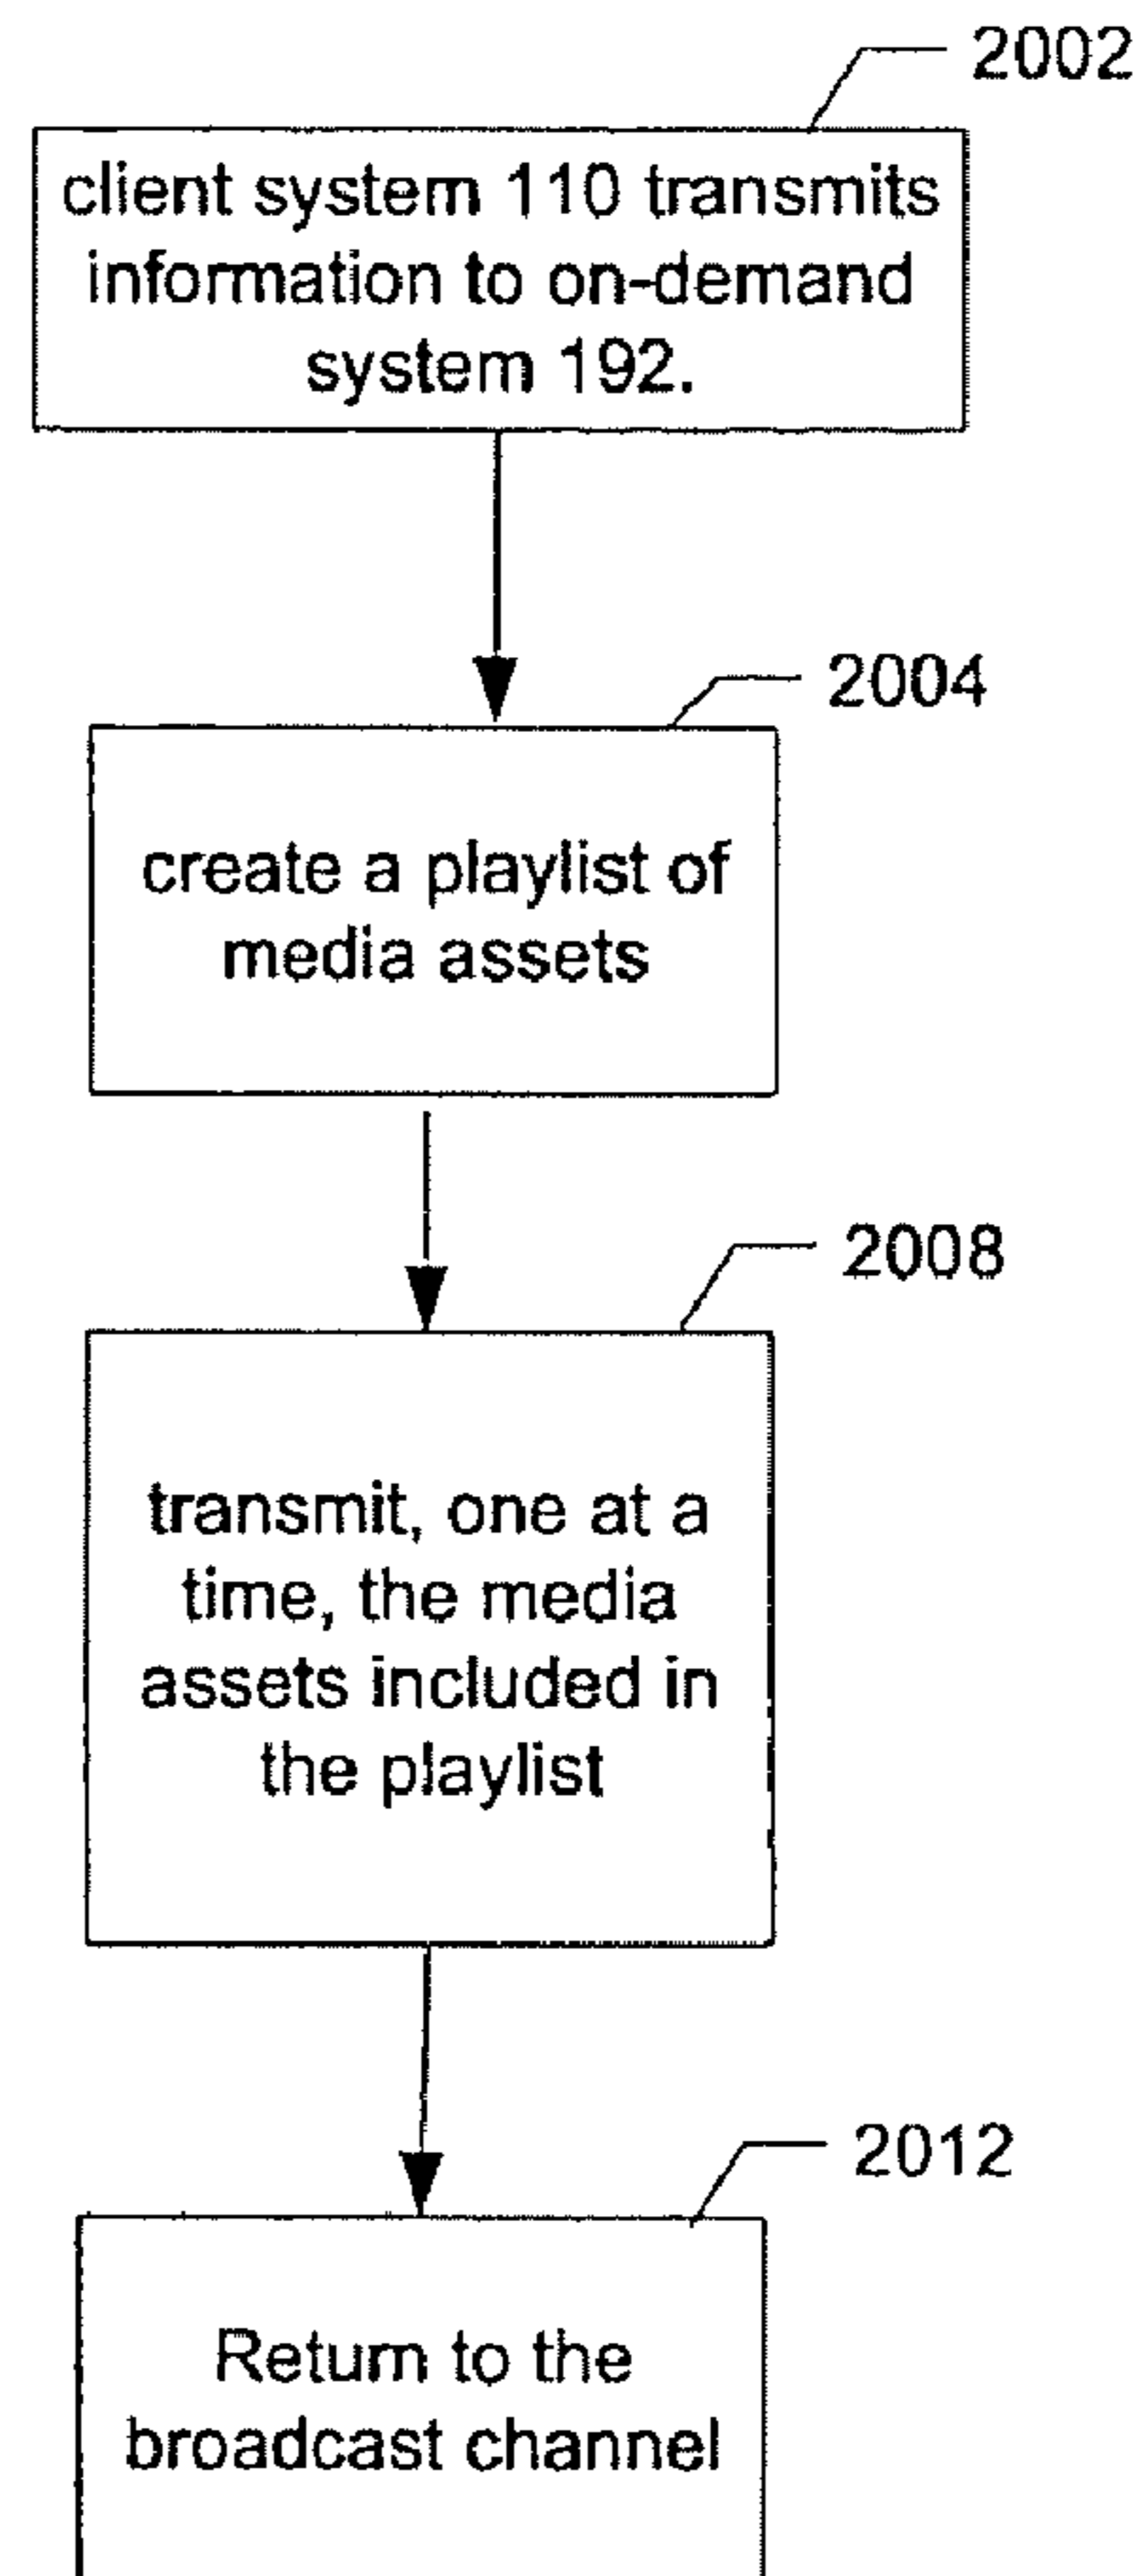 2002
client system 110 transmits
information to on-demand
system 192.
2004
create a playlist of
media assets
2008
transmit, one at a
time, the media
assets included in
the playlist
2012
Return to the
broadcast channel